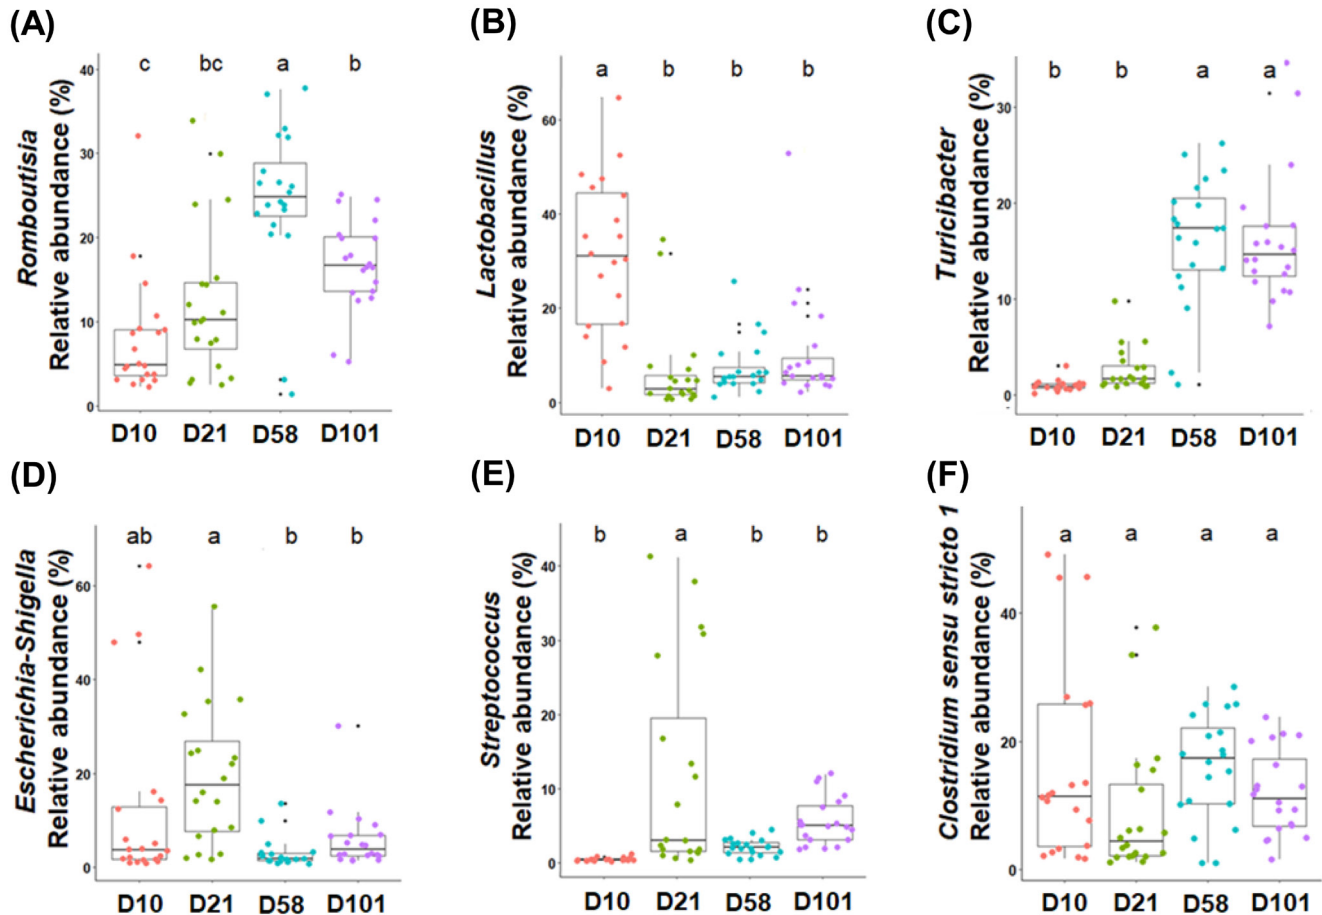 (A)
Romboutisia
Relative abundance (%)
c bc a b
40
30
20
10
0
D10 D21 D58 D101
(B)
Lactobacillus
Relative abundance (%)
a b b b
60
40
20
0
D10 D21 D58 D101
(C)
Turicibacter
Relative abundance (%)
b b a a
30
20
10
0
D10 D21 D58 D101
(D)
Escherichia-Shigella
Relative abundance (%)
ab a b b
60
40
20
0
D10 D21 D58 D101
(E)
Streptococcus
Relative abundance (%)
b a b b
40
30
20
10
0
D10 D21 D58 D101
(F)
Clostridium sensu stricto 1
Relative abundance (%)
a a a a
40
20
0
D10 D21 D58 D101